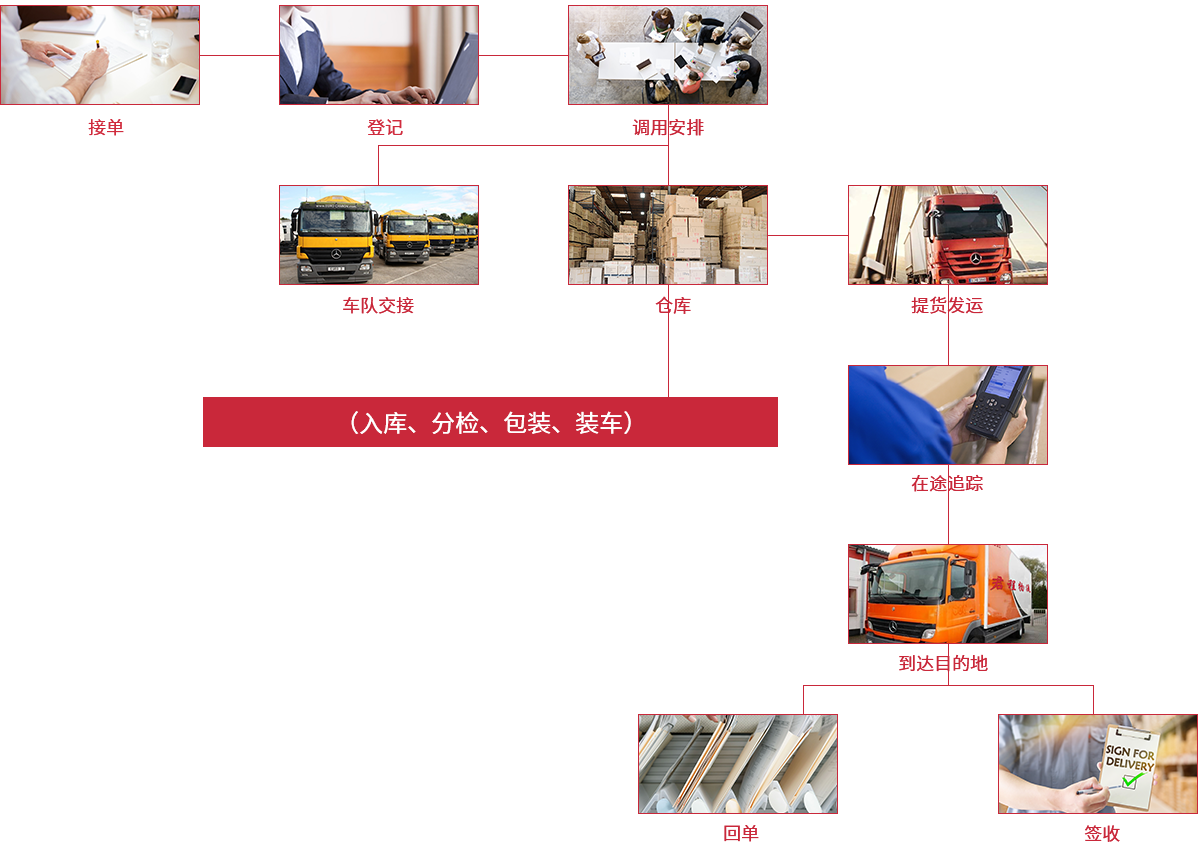 接单
登记
调用安排
车队交接
仓库
提货发运
（入库、分检、包装、装车）
在途追踪
到达目的地
SIGN FOR
DELIVERY
回单
签收